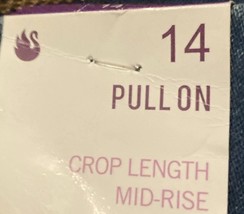 14
PULL ON
CROP LENGTH
MID-RISE